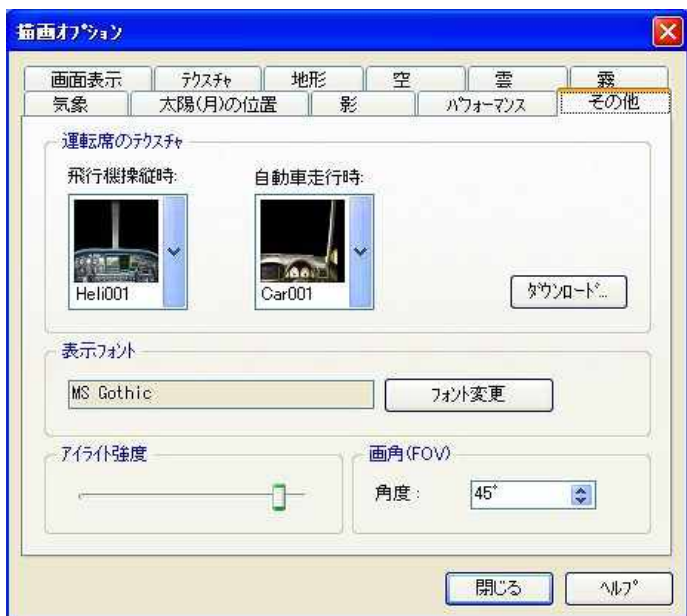 描画オプション
画面表示 テクスチャ 地形 空 雲 霧
気象 太陽(月)の位置 影 パフォーマンス その他
運転席のテクスチャ
飛行機操縦時: 自動車走行時:
Heli001 Car001
ダウンロード...
表示フォント
MS Gothic フォント変更
アイライト強度 画角(FOV)
角度: 45°
閉じる ヘルプ